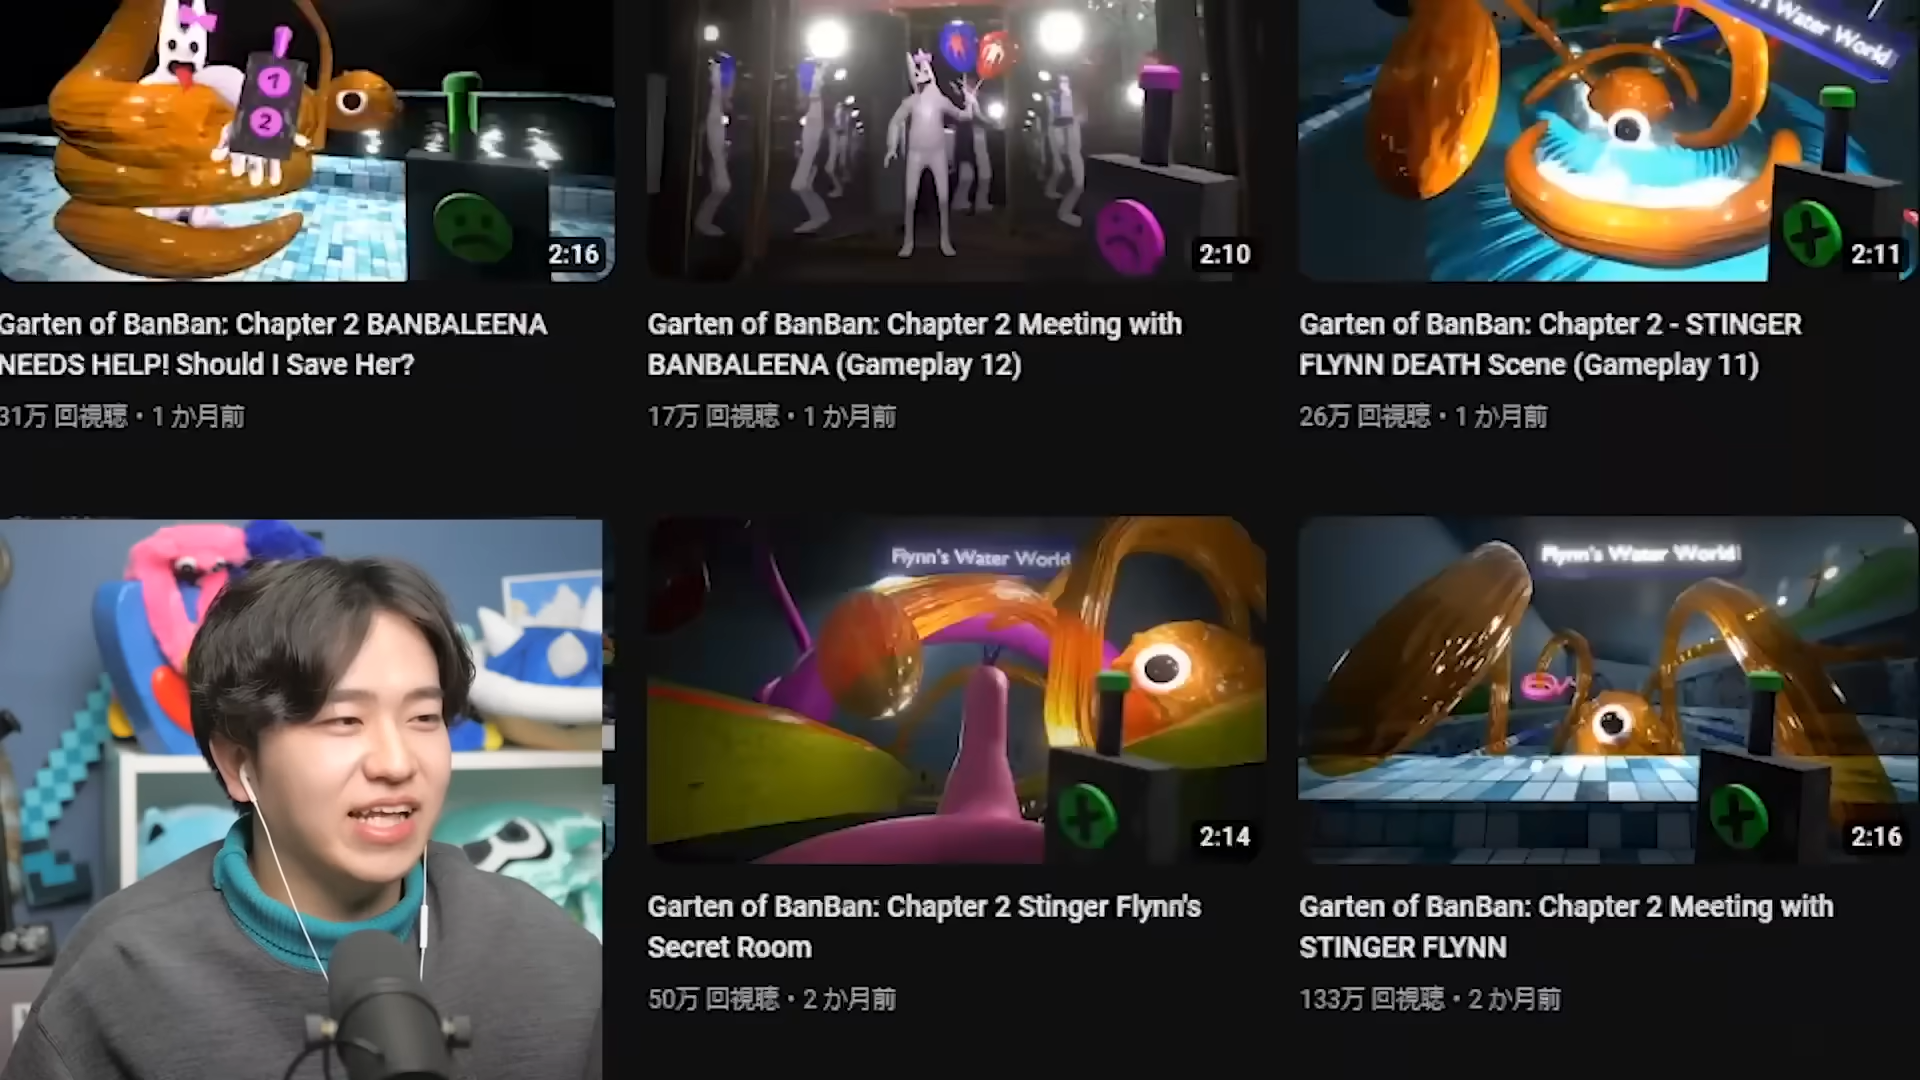 's Water World
1
2
2:16
2:10
2:11
Garten of BanBan: Chapter 2 BANBALEENA
NEEDS HELP! Should I Save Her?
31万 回視聴・1 か月前
Garten of BanBan: Chapter 2 Meeting with
BANBALEENA (Gameplay 12)
17万 回視聴・1 か月前
Garten of BanBan: Chapter 2 - STINGER
FLYNN DEATH Scene (Gameplay 11)
26万 回視聴・1 か月前
Flynn's Water World
Flynn's Water World
2:14
2:16
Garten of BanBan: Chapter 2 Stinger Flynn's
Secret Room
50万 回視聴・2 か月前
Garten of BanBan: Chapter 2 Meeting with
STINGER FLYNN
133万 回視聴・2 か月前